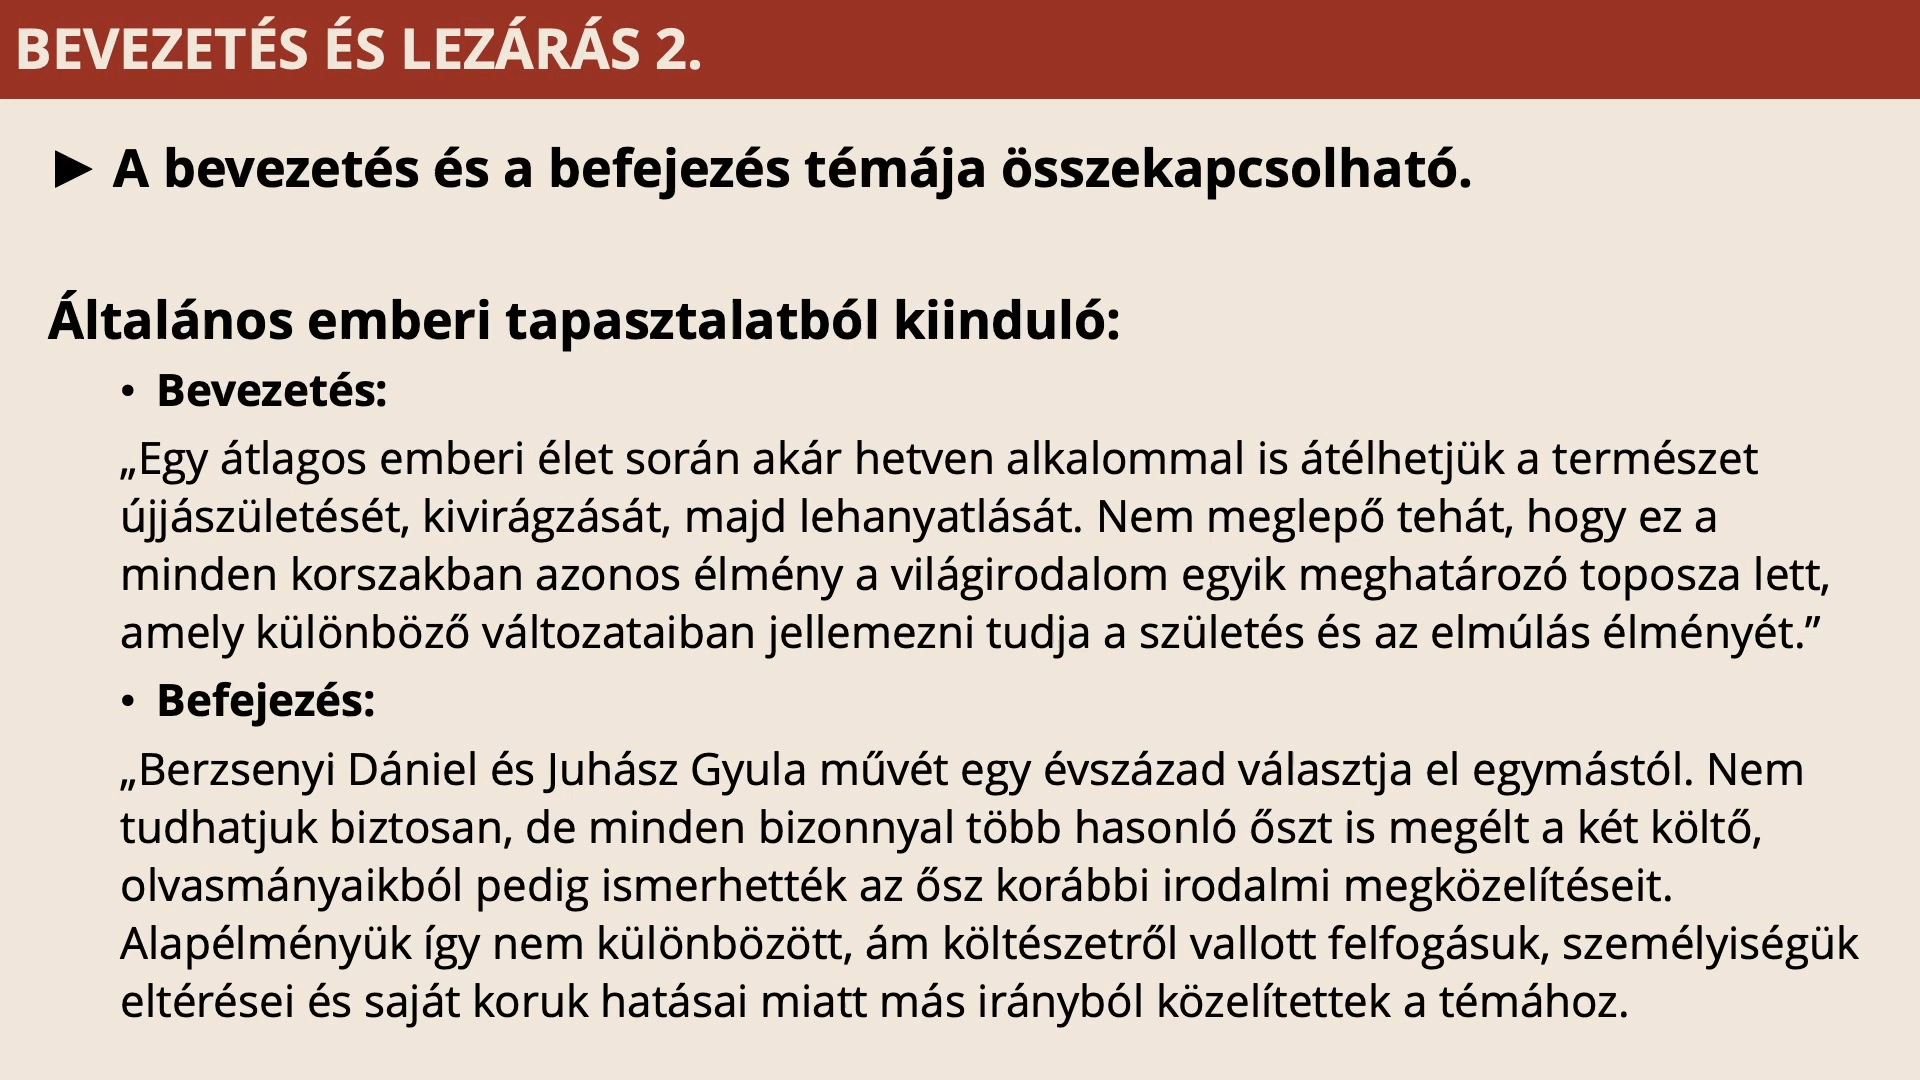 BEVEZETÉS ÉS LEZÁRÁS 2.
► A bevezetés és a befejezés témája összekapcsolható.
Általános emberi tapasztalatból kiinduló:
• Bevezetés:
„Egy átlagos emberi élet során akár hetven alkalommal is átélhetjük a természet
újjászületését, kivirágzását, majd lehanyatlását. Nem meglepő tehát, hogy ez a
minden korszakban azonos élmény a világirodalom egyik meghatározó toposza lett,
amely különböző változataiban jellemezni tudja a születés és az elmúlás élményét.”
• Befejezés:
„Berzsenyi Dániel és Juhász Gyula művét egy évszázad választja el egymástól. Nem
tudhatjuk biztosan, de minden bizonnyal több hasonló őszt is megélt a két költő,
olvasmányaikból pedig ismerhették az ősz korábbi irodalmi megközelítéseit.
Alapélményük így nem különbözött, ám költészetről vallott felfogásuk, személyiségük
eltérései és saját koruk hatásai miatt más irányból közelítettek a témához.